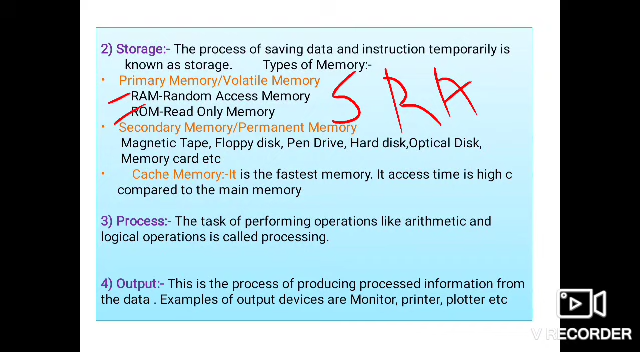 2) Storage:- The process of saving data and instruction temporarily is
known as storage. Types of Memory:-
• Primary Memory/Volatile Memory
RAM-Random Access Memory
ROM-Read Only Memory
• Secondary Memory/Permanent Memory
Magnetic Tape, Floppy disk, Pen Drive, Hard disk,Optical Disk,
Memory card etc
• Cache Memory:-It is the fastest memory. It access time is high c
compared to the main memory
3) Process:- The task of performing operations like arithmetic and
logical operations is called processing.
4) Output:- This is the process of producing processed information from
the data . Examples of output devices are Monitor, printer, plotter etc
S R A
V RECORDER